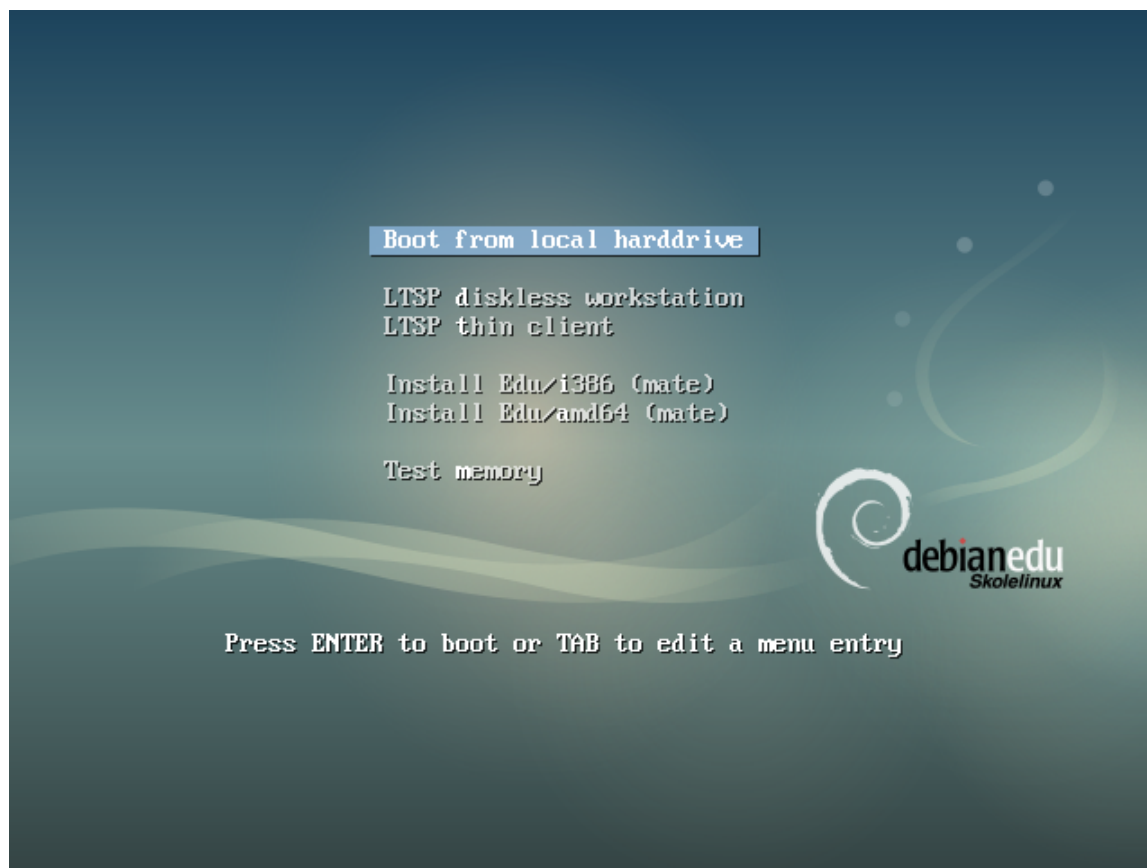 Boot from local harddrive
LTSP diskless workstation
LTSP thin client
Install Edu/i386 (mate)
Install Edu/amd64 (mate)
Test memory
debianedu
Skolelinux
Press ENTER to boot or TAB to edit a menu entry